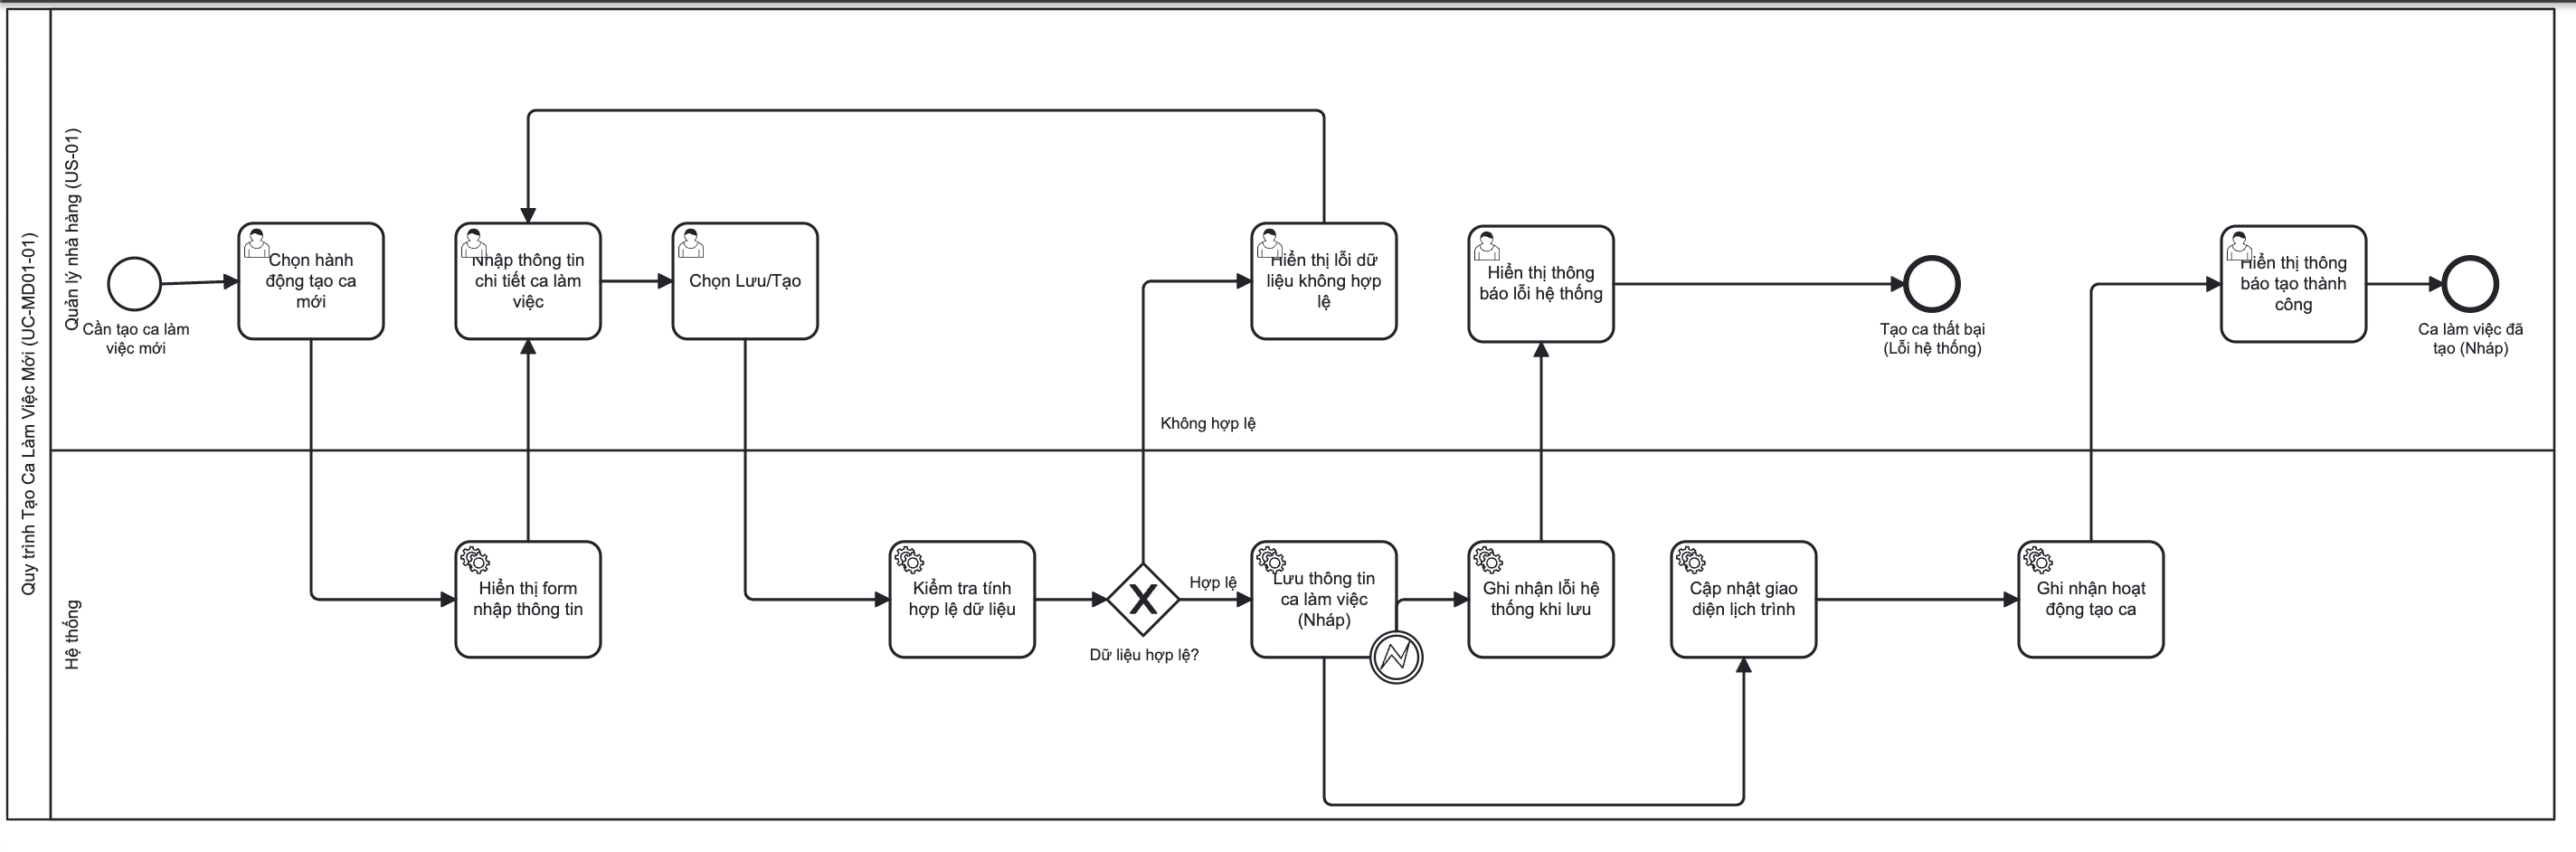 Quy trình Tạo Ca Làm Việc Mới (UC-MD01-01)
Quản lý nhà hàng (US-01)
Cần tạo ca làm
việc mới
Chọn hành
động tạo ca
mới
Nhập thông tin
chi tiết ca làm
việc
Chọn Lưu/Tạo
Hiển thị lỗi dữ
liệu không hợp
lệ
Hiển thị thông
báo lỗi hệ thống
Tạo ca thất bại
(Lỗi hệ thống)
Hiển thị thông
báo tạo thành
công
Ca làm việc đã
tạo (Nháp)
Không hợp lệ
Hệ thống
Hiển thị form
nhập thông tin
Kiểm tra tính
hợp lệ dữ liệu
X
Dữ liệu hợp lệ?
Hợp lệ
Lưu thông tin
ca làm việc
(Nháp)
Ghi nhận lỗi hệ
thống khi lưu
Cập nhật giao
diện lịch trình
Ghi nhận hoạt
động tạo ca